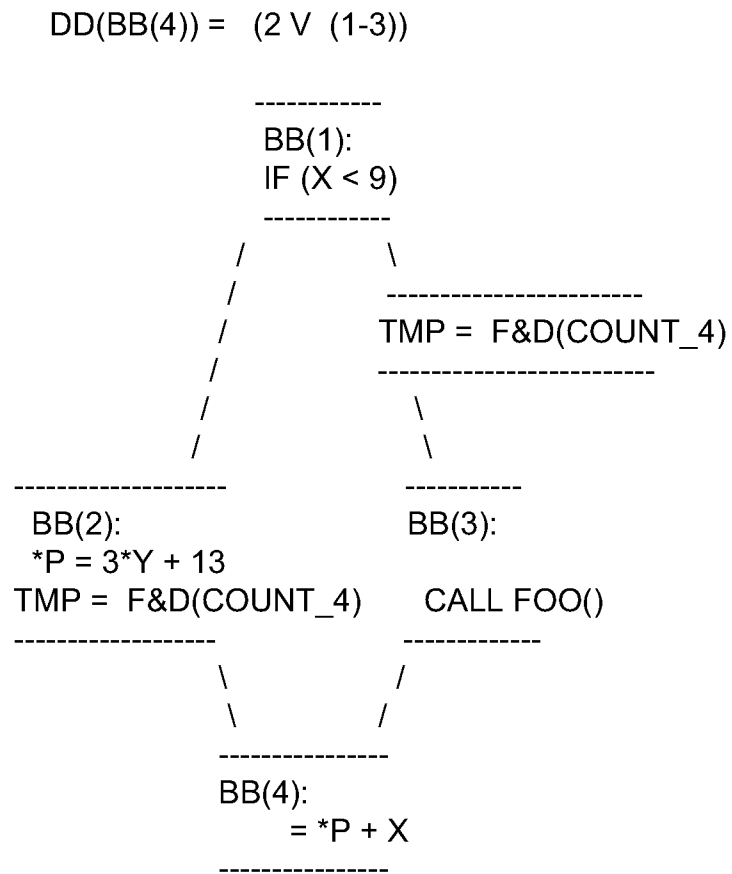 DD(BB(4)) = (2 V (1-3))
------------
BB(1):
IF (X < 9)
------------
/ \
/ ------------------------
/ TMP = F&D(COUNT_4)
/ --------------------------
/ \
/ \
-------------------- -----------
BB(2): BB(3):
*P = 3*Y + 13
TMP = F&D(COUNT_4) CALL FOO()
------------------- -------------
\ /
\ /
----------------
BB(4):
= *P + X
----------------